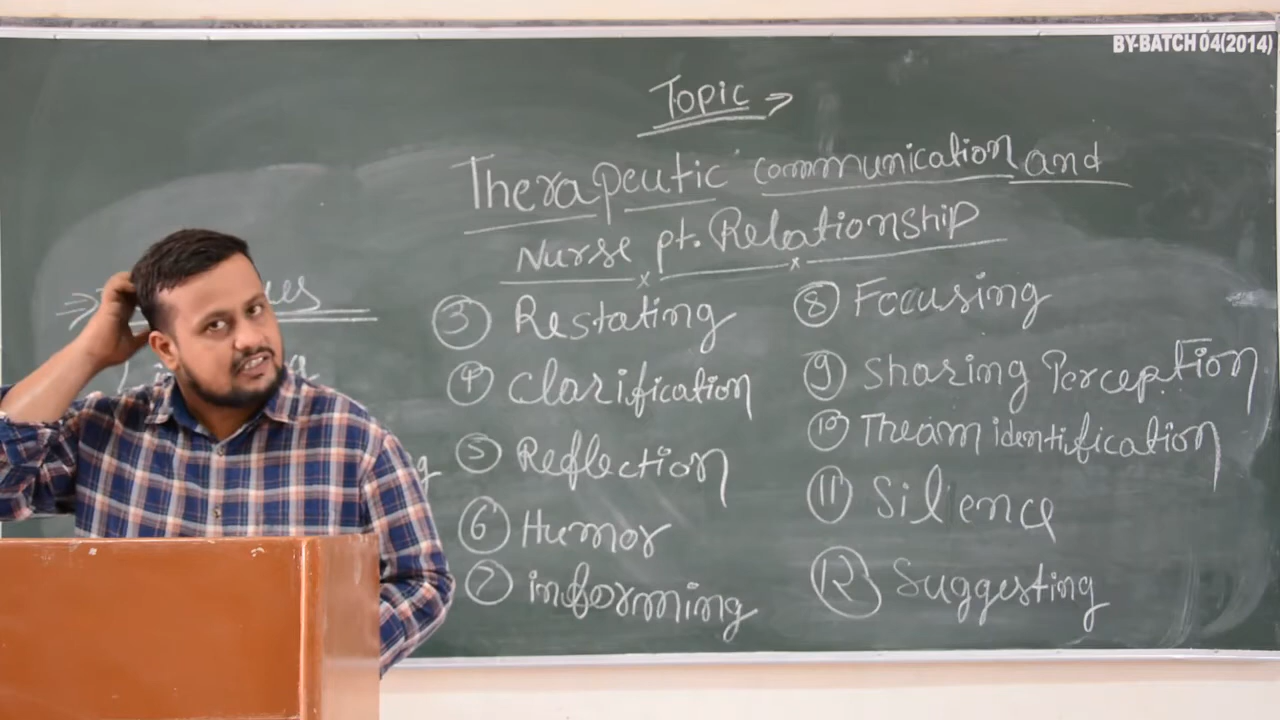 BY-BATCH 04(2014)
Topic →
Therapeutic communication and
Nurse pt. Relationship
③ Restating
④ Clarification
⑤ Reflection
⑥ Humor
⑦ informing
⑧ Focusing
⑨ Sharing Perception
⑩ Theam identification
⑪ Silence
⑫ Suggesting